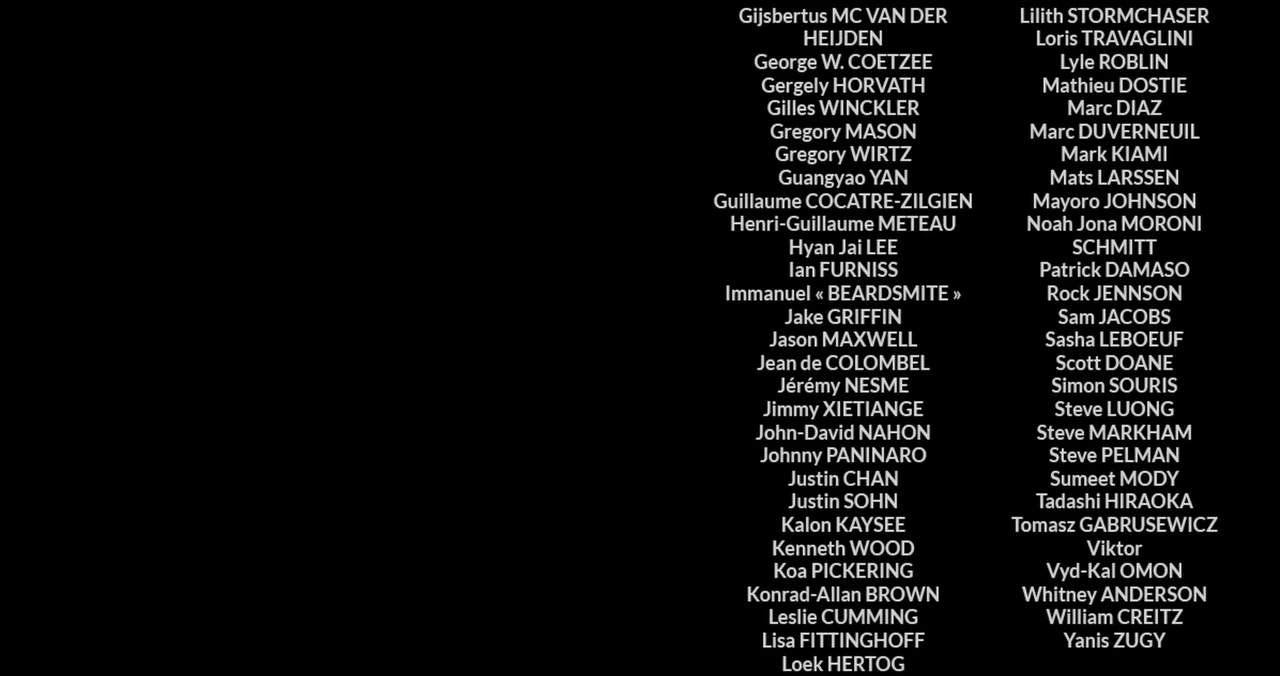 Gijsbertus MC VAN DER
HEIJDEN
George W. COETZEE
Gergely HORVATH
Gilles WINCKLER
Gregory MASON
Gregory WIRTZ
Guangyao YAN
Guillaume COCATRE-ZILGIEN
Henri-Guillaume METEAU
Hyan Jai LEE
Ian FURNISS
Immanuel « BEARDSMITE »
Jake GRIFFIN
Jason MAXWELL
Jean de COLOMBEL
Jérémy NESME
Jimmy XIETIANGE
John-David NAHON
Johnny PANINARO
Justin CHAN
Justin SOHN
Kalon KAYSEE
Kenneth WOOD
Koa PICKERING
Konrad-Allan BROWN
Leslie CUMMING
Lisa FITTINGHOFF
Loek HERTOG
Lilith STORMCHASER
Loris TRAVAGLINI
Lyle ROBLIN
Mathieu DOSTIE
Marc DIAZ
Marc DUVERNEUIL
Mark KIAMI
Mats LARSSEN
Mayoro JOHNSON
Noah Jona MORONI
SCHMITT
Patrick DAMASO
Rock JENNSON
Sam JACOBS
Sasha LEBOEUF
Scott DOANE
Simon SOURIS
Steve LUONG
Steve MARKHAM
Steve PELMAN
Sumeet MODY
Tadashi HIRAOKA
Tomasz GABRUSEWICZ
Viktor
Vyd-Kal OMON
Whitney ANDERSON
William CREITZ
Yanis ZUGY